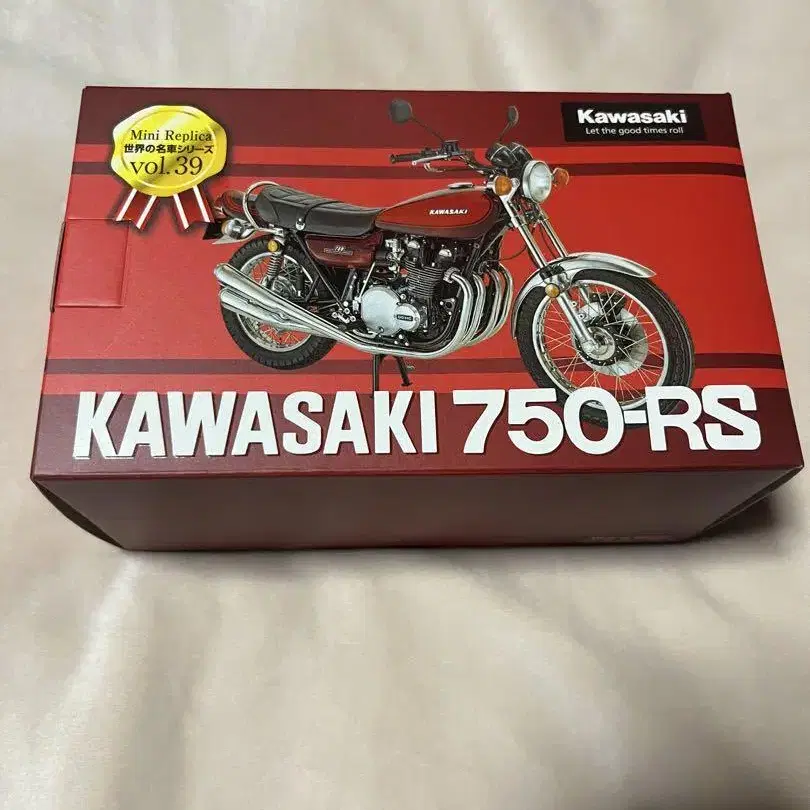 Mini Replica
世界の名車シリーズ
vol.39
Kawasaki
Let the good times roll
KAWASAKI
DOHC
KAWASAKI 750-RS